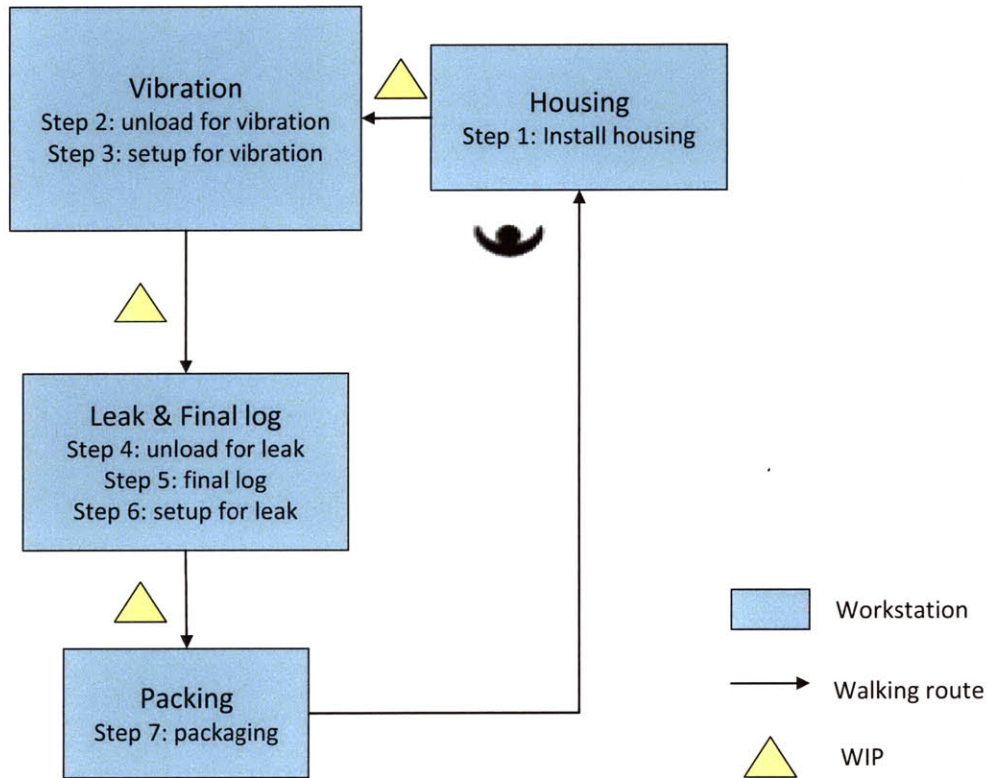 Vibration
Step 2: unload for vibration
Step 3: setup for vibration
Housing
Step 1: Install housing
Leak & Final log
Step 4: unload for leak
Step 5: final log
Step 6: setup for leak
Packing
Step 7: packaging
Workstation
Walking route
WIP